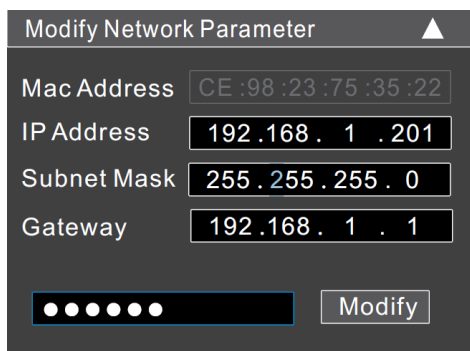 Modify Network Parameter
Mac Address CE :98 :23 :75 :35 :22
IP Address 192 .168 . 1 .201
Subnet Mask 255 . 255 . 255 . 0
Gateway 192 .168 . 1 . 1
●●●●●● Modify